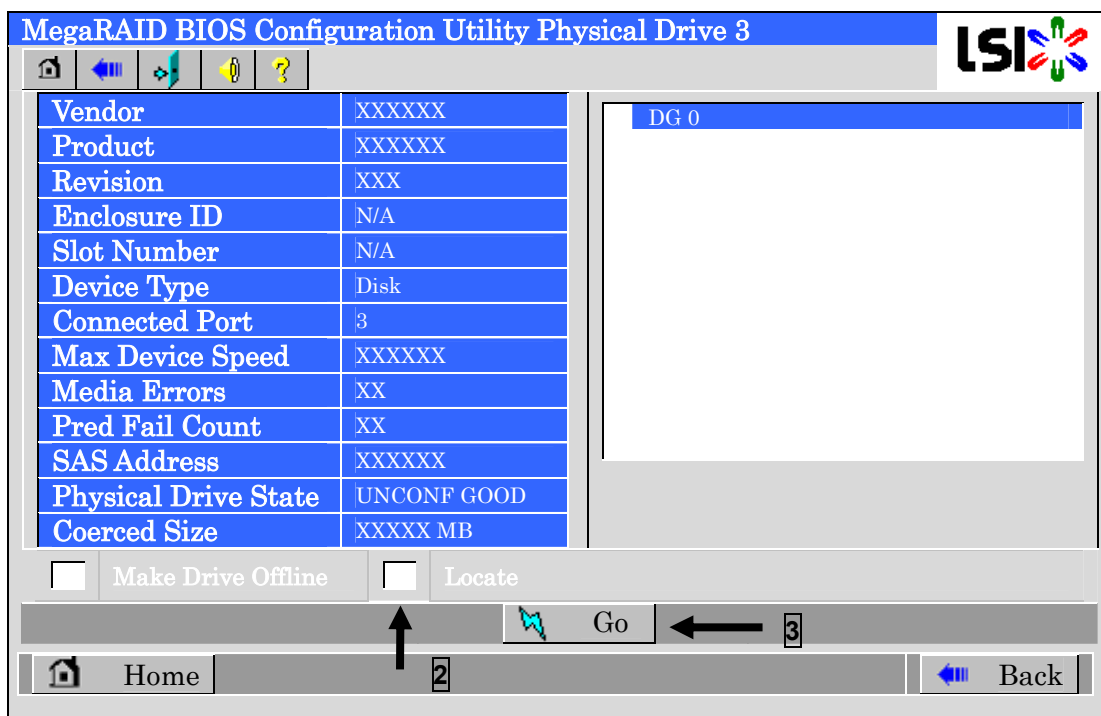 MegaRAID BIOS Configuration Utility Physical Drive 3
LSI
Vendor XXXXXX
Product XXXXXX
Revision XXX
Enclosure ID N/A
Slot Number N/A
Device Type Disk
Connected Port 3
Max Device Speed XXXXXX
Media Errors XX
Pred Fail Count XX
SAS Address XXXXXX
Physical Drive State UNCONF GOOD
Coerced Size XXXXX MB
DG 0
Make Drive Offline Locate
Go 3
2
Home Back